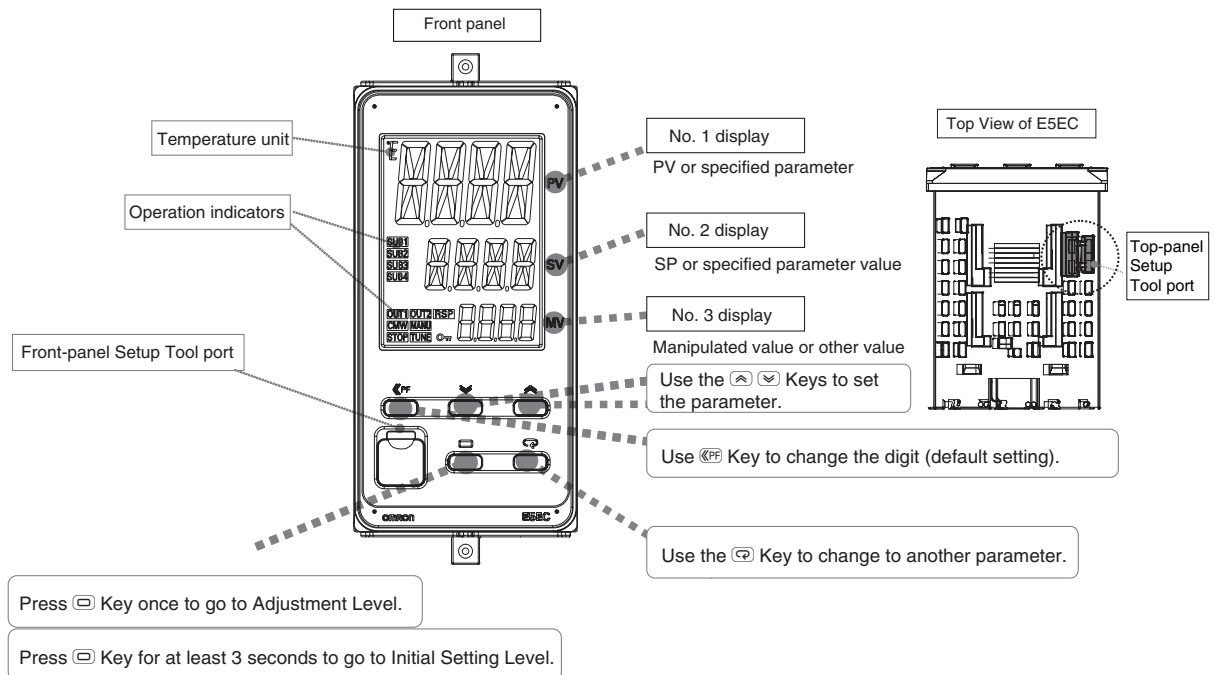 Front panel
Temperature unit
Operation indicators
Front-panel Setup Tool port
°C
PV
SUB1
SUB2
SUB3
SUB4
SV
OUT1 OUT2 RSP
CMW MANU
STOP TUNE
MV
PF
omron E5EC
No. 1 display
PV or specified parameter
No. 2 display
SP or specified parameter value
No. 3 display
Manipulated value or other value
Use the Keys to set
the parameter.
Use PF Key to change the digit (default setting).
Use the Key to change to another parameter.
Press Key once to go to Adjustment Level.
Press Key for at least 3 seconds to go to Initial Setting Level.
Top View of E5EC
Top-panel
Setup
Tool port